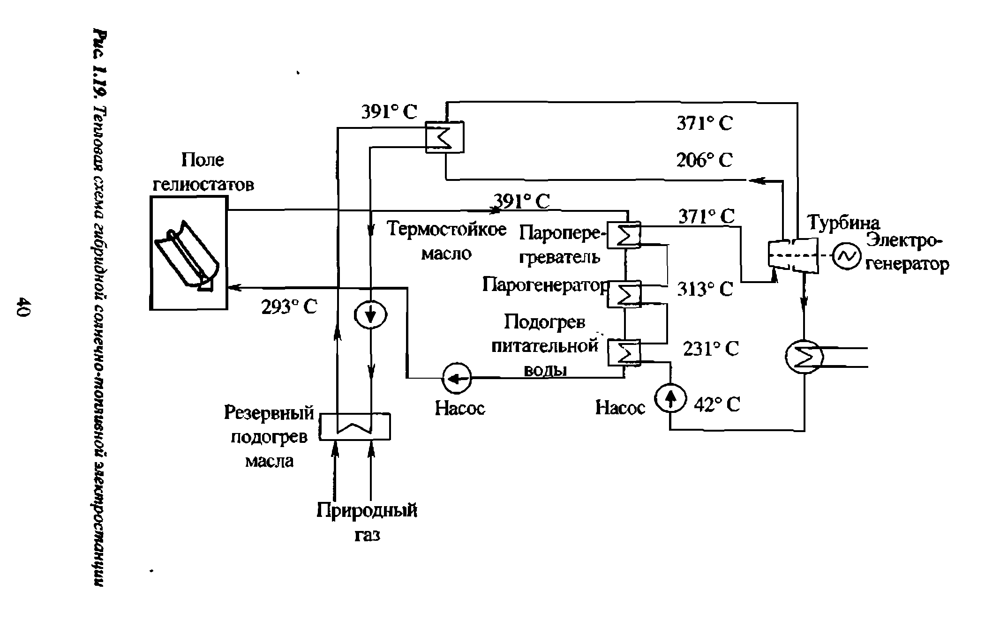 Рис. 1.19. Тепловая схема гибридной солнечно-топливной электростанции
40
391° С
371° С
206° С
Поле
гелиостатов
391° С
Термостойкое
масло
Паропере-
греватель
371° С
Турбина
Электро-
генератор
Парогенератор
313° С
293° С
Подогрев
питательной
воды
231° С
Насос
Насос
42° С
Резервный
подогрев
масла
Природный
газ